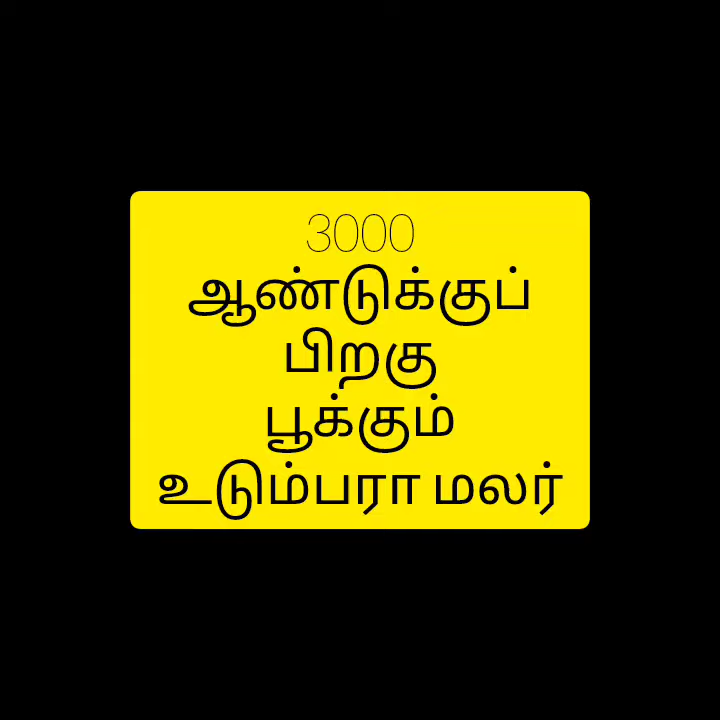 3000
ஆண்டுக்குப்
பிறகு
பூக்கும்
உடும்பரா மலர்